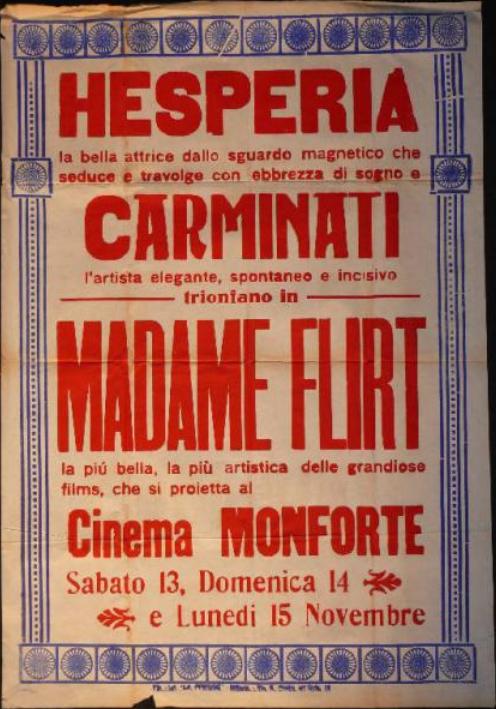 HESPERIA
la bella attrice dallo sguardo magnetico che
seduce e travolge con ebbrezza di sogno e
CARMINATI
l'artista elegante, spontaneo e incisivo
trionfano in
MADAME FLIRT
la piú bella, la più artistica delle grandiose
films, che si proietta al
Cinema MONFORTE
Sabato 13, Domenica 14
e Lunedi 15 Novembre